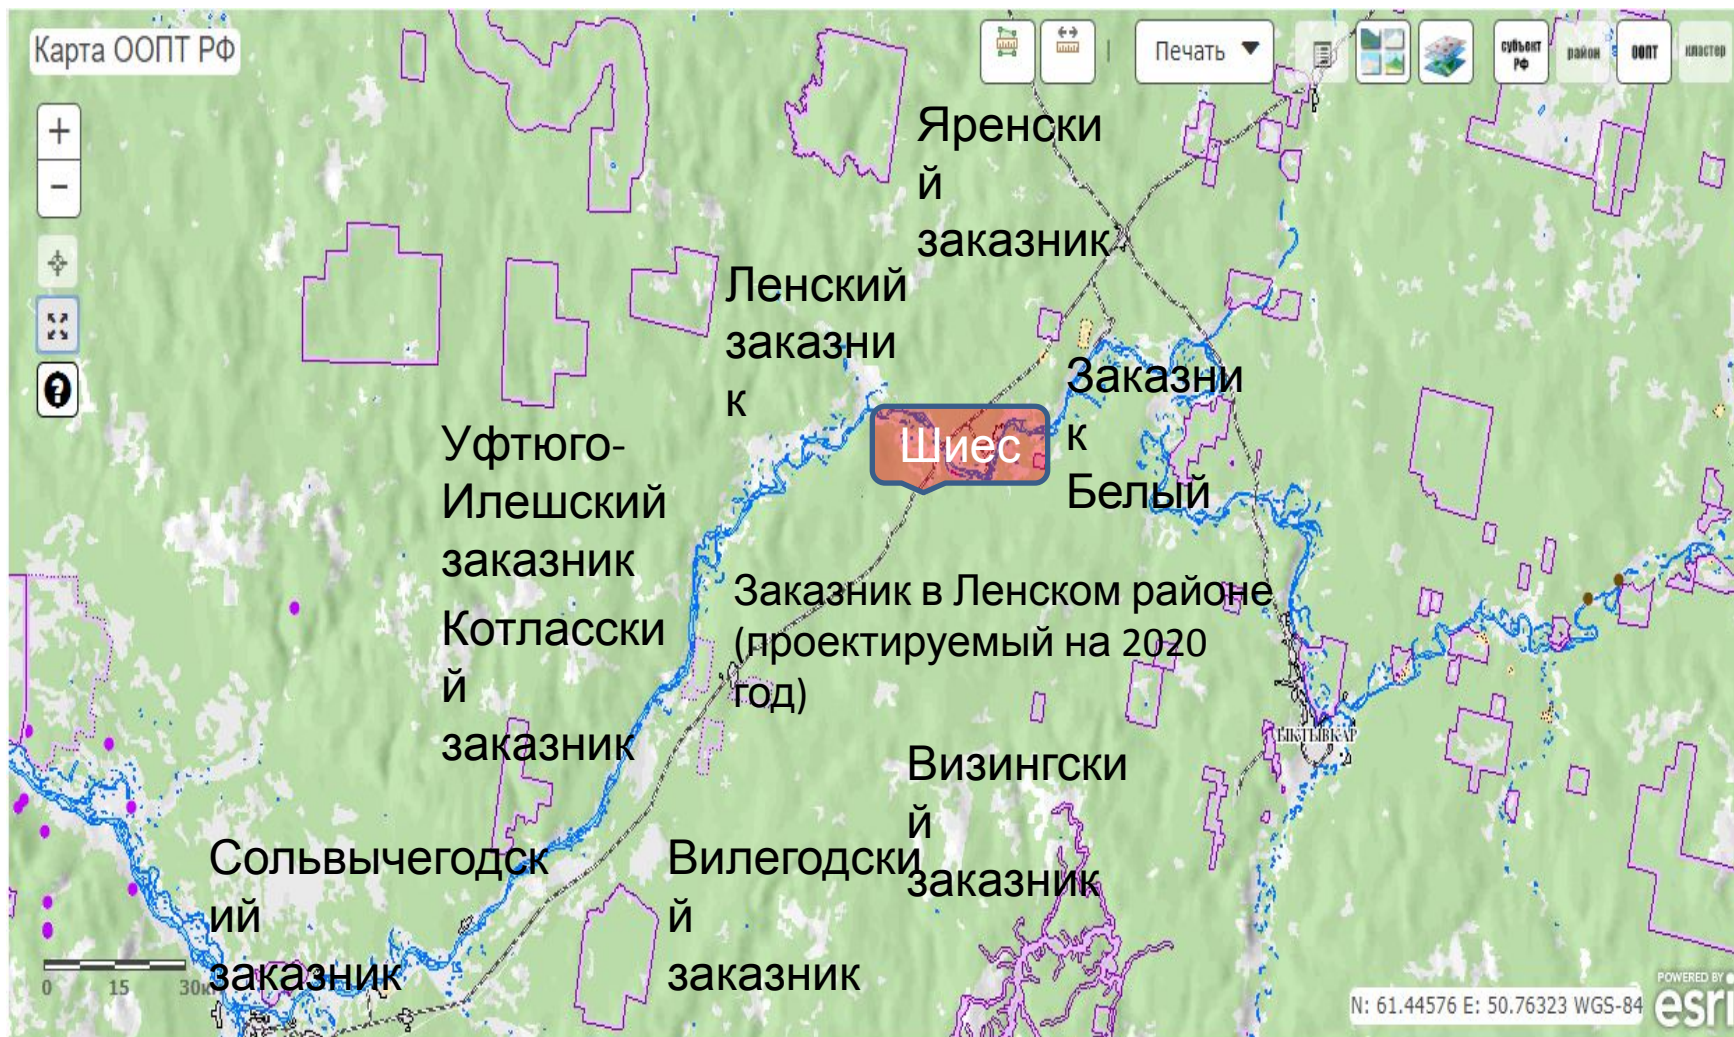 Карта ООПТ РФ
Печать
субъект
РФ
район
ООПТ
кластер
+
−
?
Яренски
й
заказник
Ленский
заказни
к
Заказни
к
Белый
Шиес
Уфтюго-
Илешский
заказник
Заказник в Ленском районе
(проектируемый на 2020
год)
Котласски
й
заказник
Визингски
й
заказник
Сольвычегодск
ий
заказник
Вилегодски
й
заказник
0 15 30км
N: 61.44576 E: 50.76323 WGS-84
POWERED BY
esri